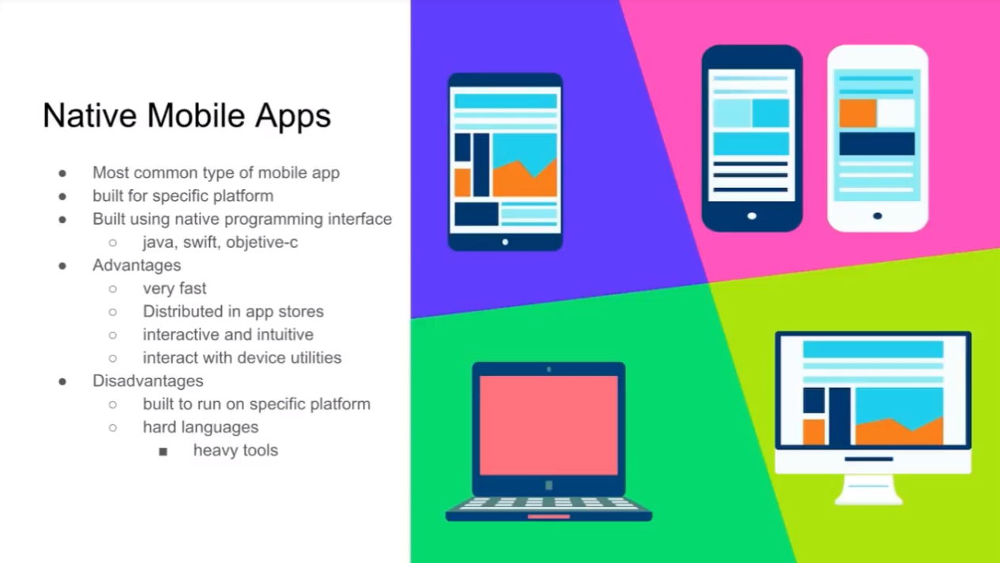 Native Mobile Apps
● Most common type of mobile app
● built for specific platform
● Built using native programming interface
○ java, swift, objetive-c
● Advantages
○ very fast
○ Distributed in app stores
○ interactive and intuitive
○ interact with device utilities
● Disadvantages
○ built to run on specific platform
○ hard languages
■ heavy tools